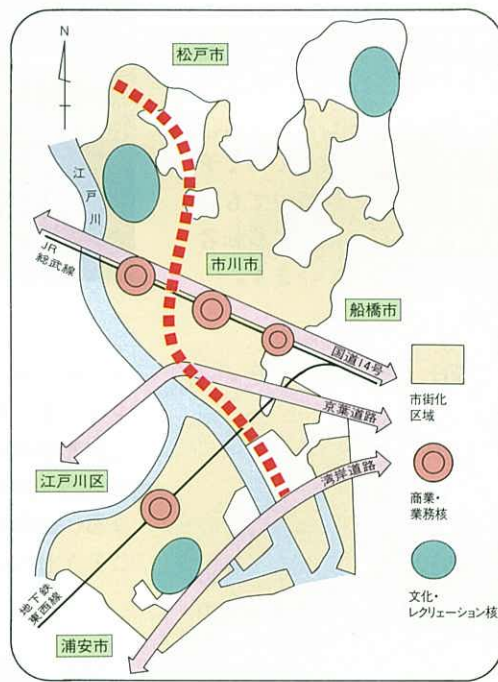 N
松戸市
江戸川
JR
総武線
市川市
船橋市
国道14号
京葉道路
市街化
区域
江戸川区
湾岸道路
商業・
業務核
地下鉄
東西線
文化・
レクリェーション核
浦安市